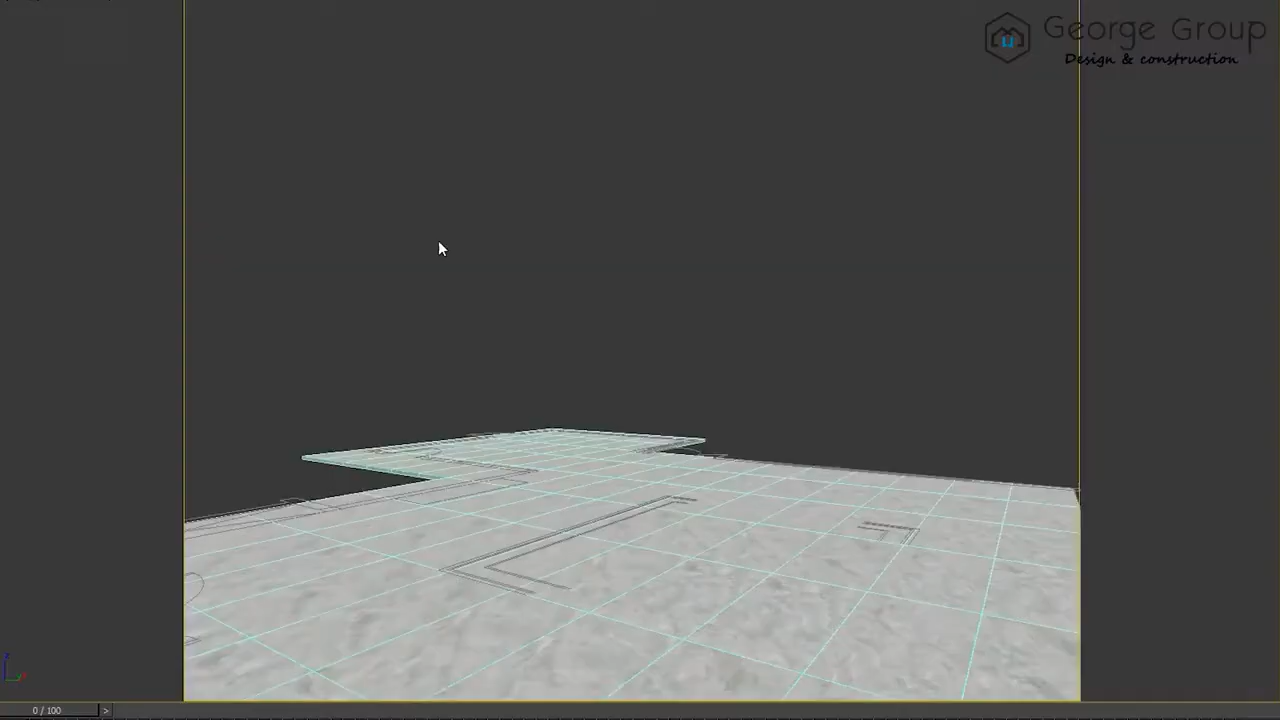 George Group
Design & construction
0 / 100
>
z